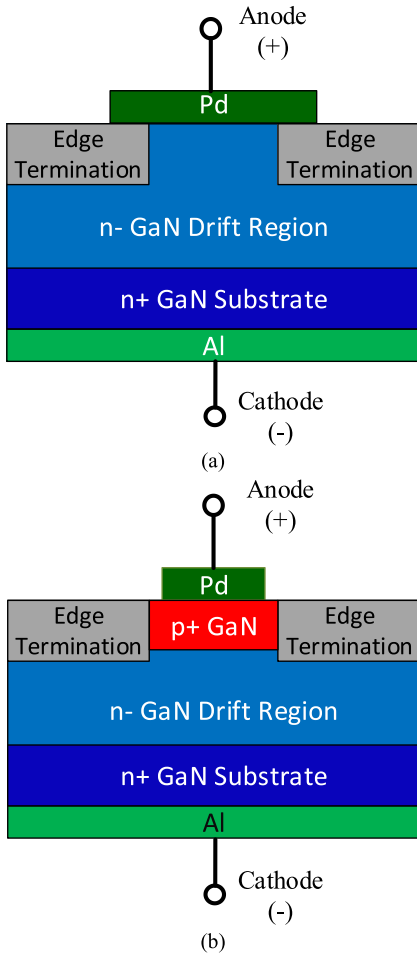 Anode
(+)
Pd
Edge
Termination
Edge
Termination
n- GaN Drift Region
n+ GaN Substrate
Al
Cathode
(-)
(a)
Anode
(+)
Pd
Edge
Termination
p+ GaN
Edge
Termination
n- GaN Drift Region
n+ GaN Substrate
Al
Cathode
(-)
(b)